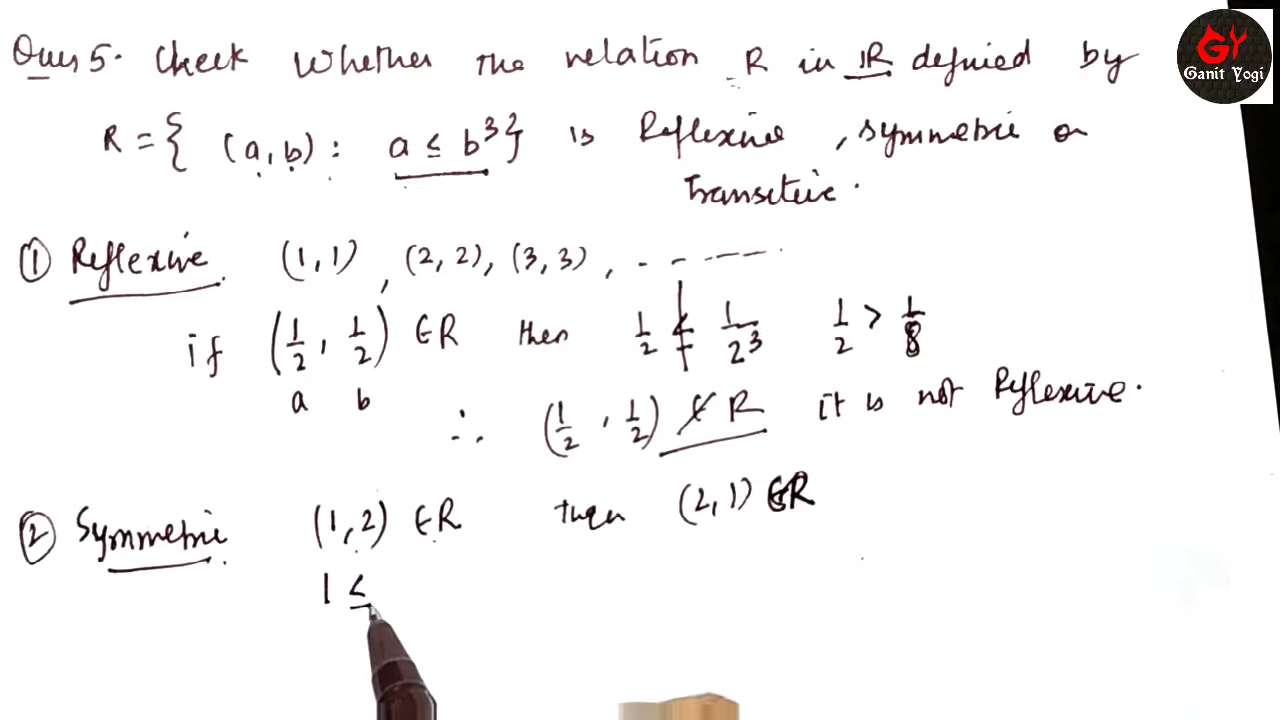 Ques 5. Check whether the relation R in IR defined by
R = { (a, b) : a ≤ b³} is Reflexive, symmetric or
Transitive.
① Reflexive (1, 1), (2, 2), (3, 3), - - - - - -
if (1/2, 1/2) ∈ R then 1/2 ≰ 1/2³ 1/2 > 1/8
a b
∴ (1/2, 1/2) ∉ R it is not Reflexive.
② Symmetric (1, 2) ∈ R then (2, 1) ∈ R
1 ≤
GY
Ganit Yogi